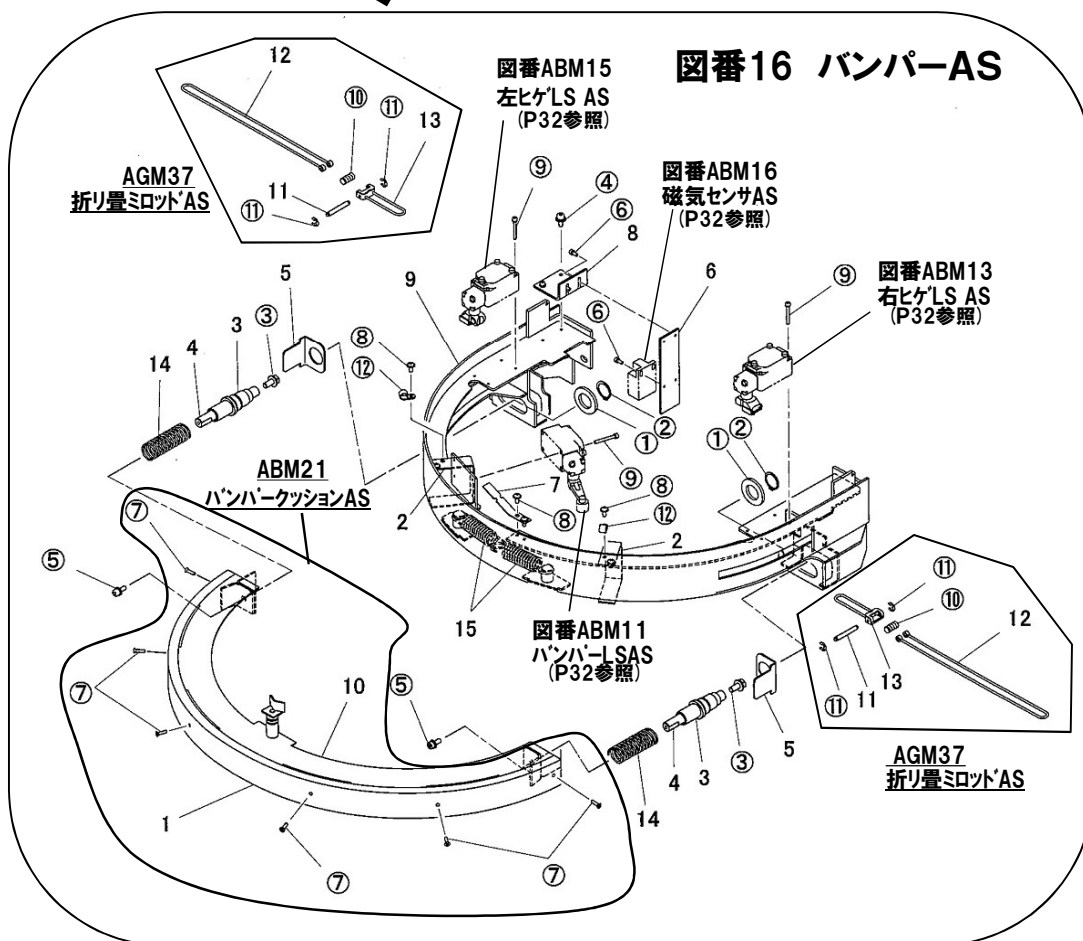 図番16 バンパーAS
12
⑩
⑪
13
AGM37
折り畳ミロッドAS
11
⑪
図番ABM15
左ヒゲLS AS
(P32参照)
⑨
④
⑥
8
図番ABM16
磁気センサAS
(P32参照)
6
⑥
図番ABM13
右ヒゲLS AS
(P32参照)
⑨
5
③
3
4
14
9
⑧
⑫
①
②
①
②
⑨
7
⑧
2
⑧
⑫
2
15
図番ABM11
バンパーLSAS
(P32参照)
ABM21
バンパークッションAS
⑦
⑤
⑦
10
⑤
1
⑦
⑦
14
4
3
③
5
⑪
⑩
12
13
11
⑪
AGM37
折り畳ミロッドAS